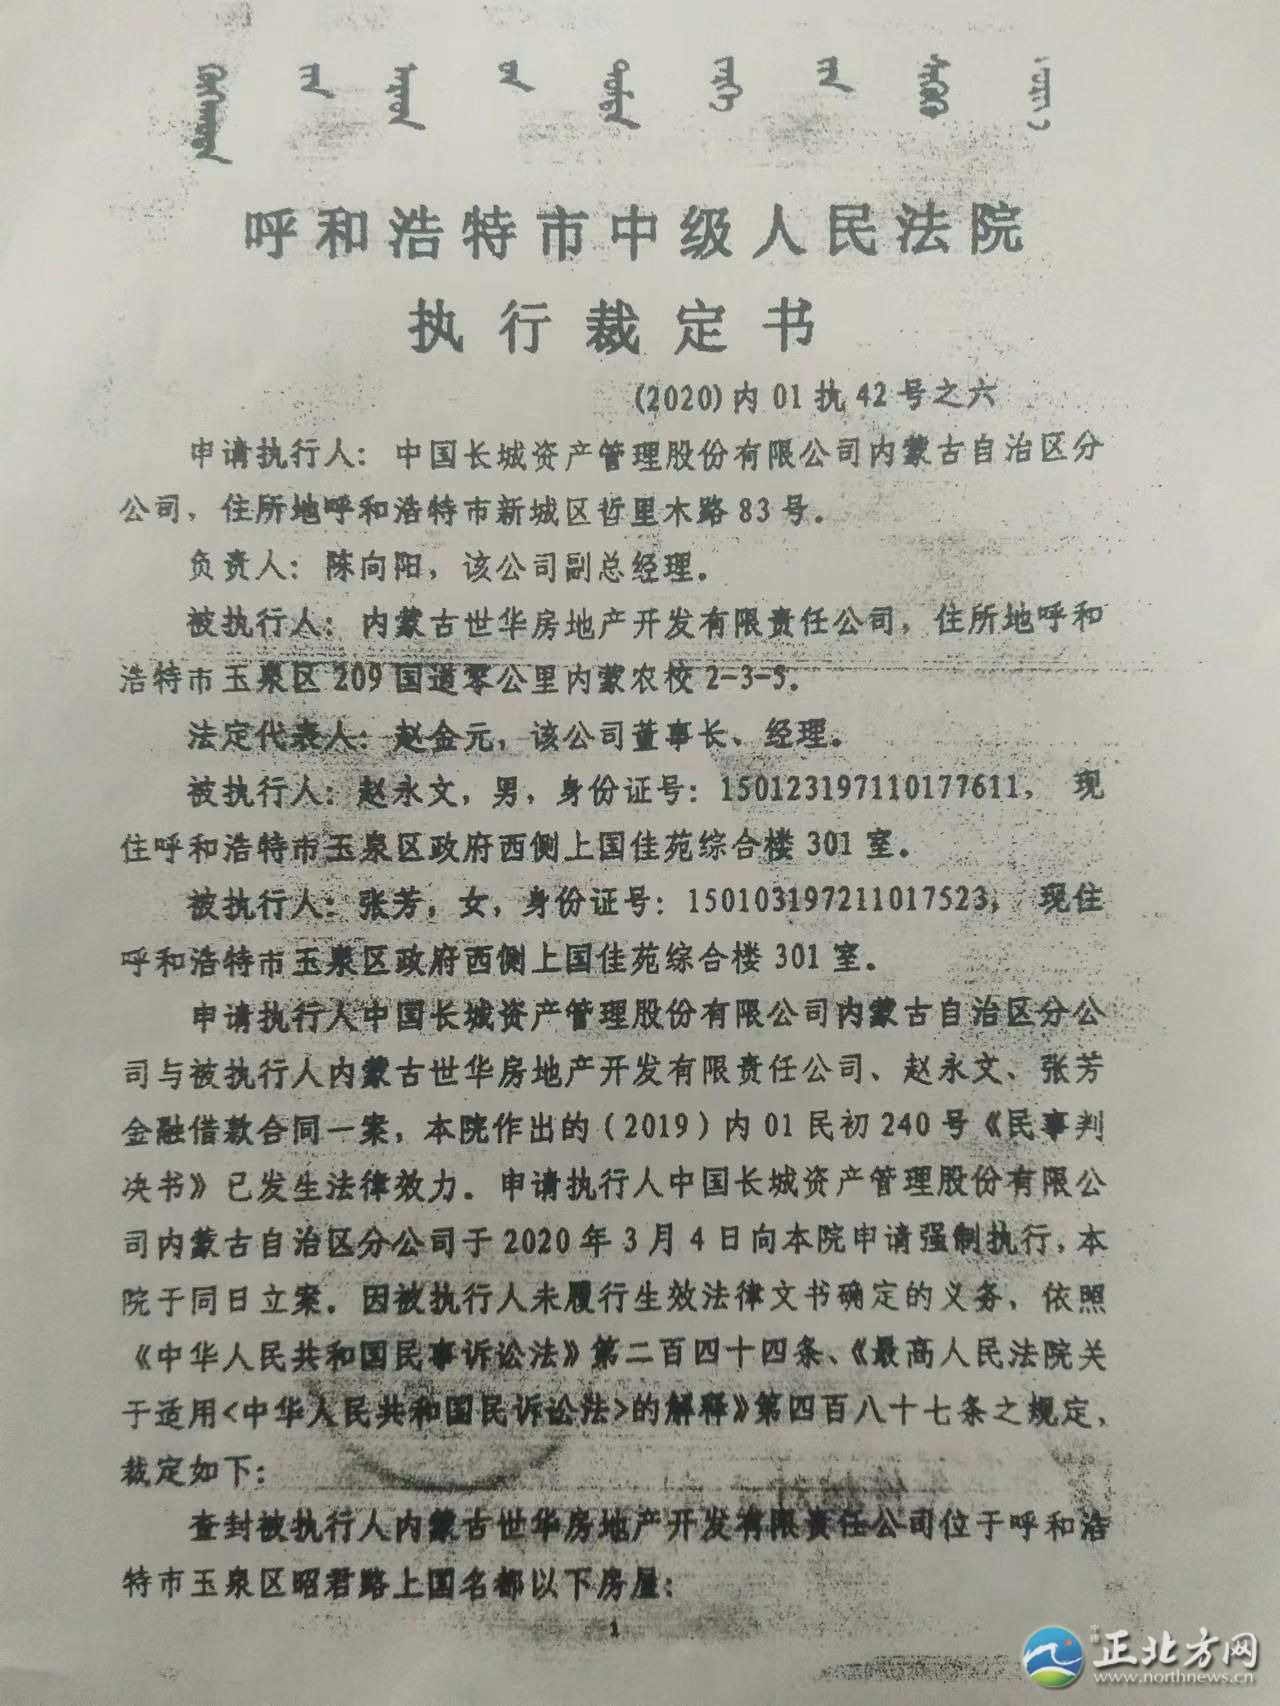 呼和浩特市中级人民法院
执行裁定书
(2020)内01执42号之六
申请执行人：中国长城资产管理股份有限公司内蒙古自治区分
公司，住所地呼和浩特市新城区哲里木路83号。
负责人：陈向阳，该公司副总经理。
被执行人：内蒙古世华房地产开发有限责任公司，住所地呼和
浩特市玉泉区209国道零公里内蒙农校2-3-5。
法定代表人：赵金元，该公司董事长、经理。
被执行人：赵永文，男，身份证号：150123197110177611，现
住呼和浩特市玉泉区政府西侧上国佳苑综合楼301室。
被执行人：张芳，女，身份证号：150103197211017523，现住
呼和浩特市玉泉区政府西侧上国佳苑综合楼301室。
申请执行人中国长城资产管理股份有限公司内蒙古自治区分公
司与被执行人内蒙古世华房地产开发有限责任公司、赵永文、张芳
金融借款合同一案，本院作出的（2019）内01民初240号《民事判
决书》已发生法律效力。申请执行人中国长城资产管理股份有限公
司内蒙古自治区分公司于2020年3月4日向本院申请强制执行，本
院于同日立案。因被执行人未履行生效法律文书确定的义务，依照
《中华人民共和国民事诉讼法》第二百四十四条、《最高人民法院关
于适用<中华人民共和国民诉讼法>的解释》第四百八十七条之规定，
裁定如下：
查封被执行人内蒙古世华房地产开发有限责任公司位于呼和浩
特市玉泉区昭君路上国名都以下房屋：
1
正北方网
www.northnews.cn